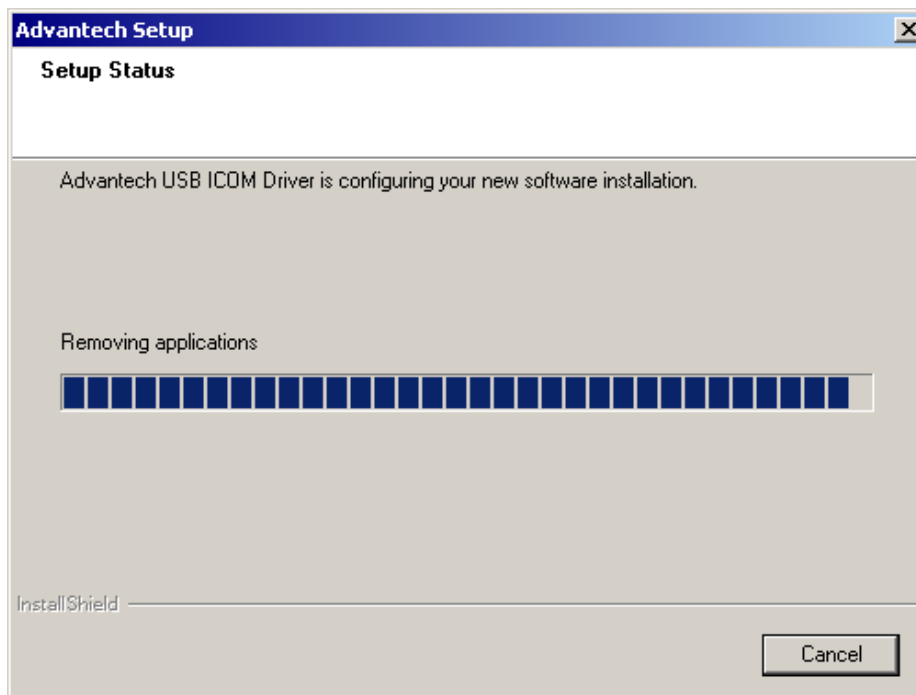 Advantech Setup
Setup Status
Advantech USB ICOM Driver is configuring your new software installation.
Removing applications
InstallShield
Cancel